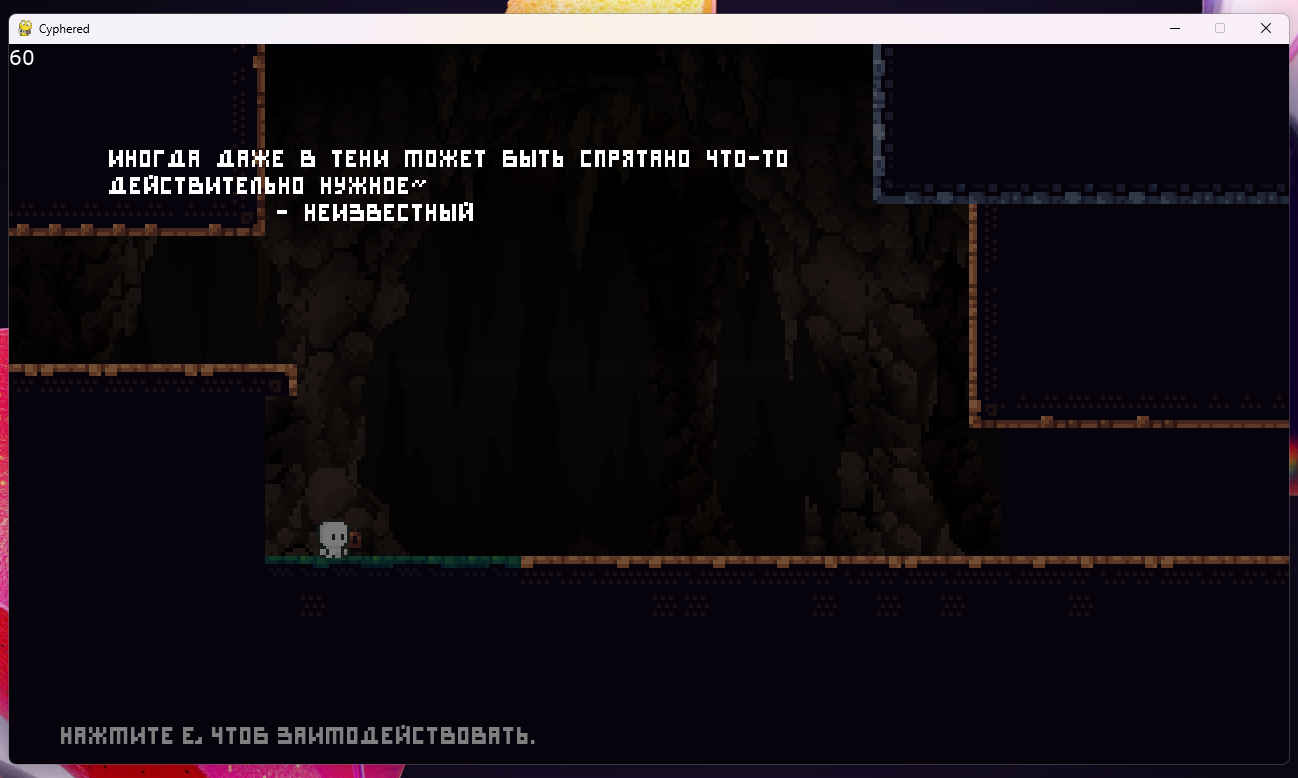 Cyphered
60
ИНОГДА ДАЖЕ В ТЕНИ МОЖЕТ БЫТЬ СПРЯТАНО ЧТО-ТО
ДЕЙСТВИТЕЛЬНО НУЖНОЕ~
- НЕИЗВЕСТНЫЙ
НАЖМИТЕ E, ЧТОБ ЗАИМОДЕЙСТВОВАТЬ.